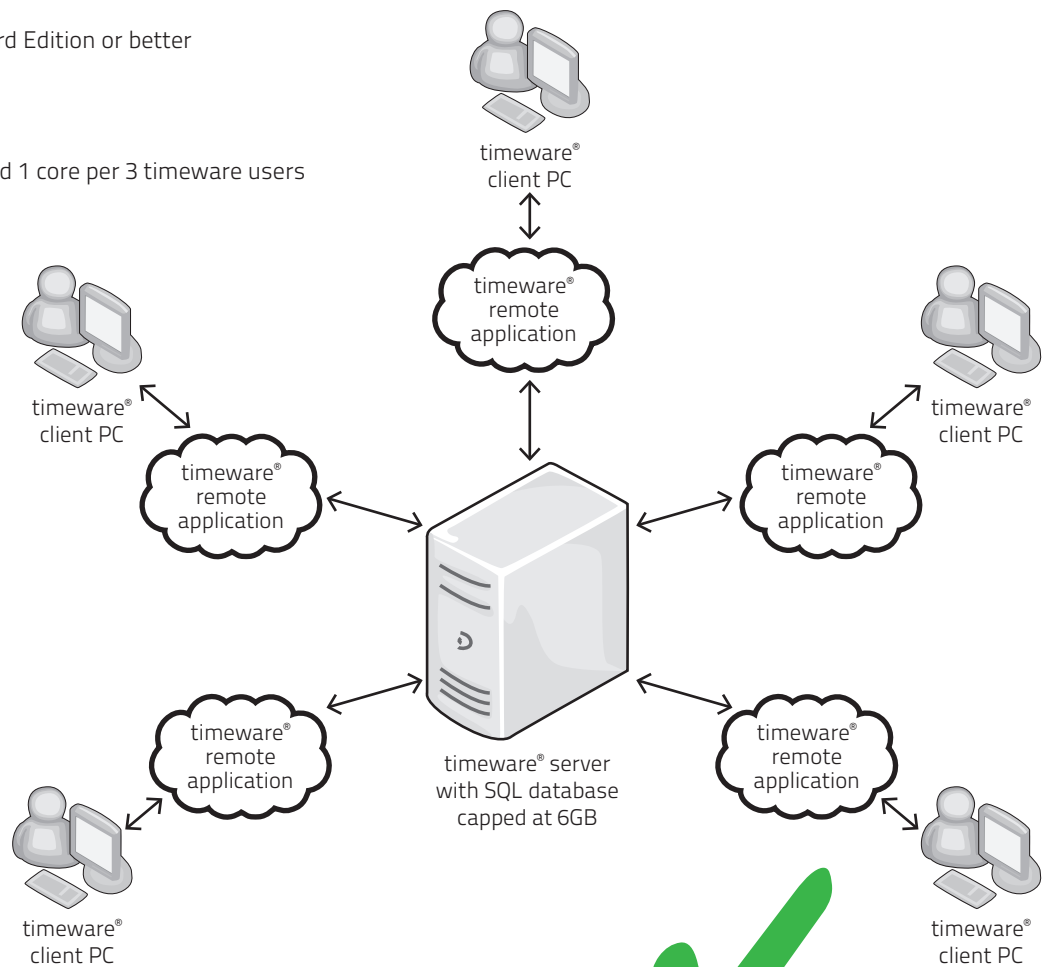 rd Edition or better
d 1 core per 3 timeware users
timeware®
client PC
timeware®
remote
application
timeware®
client PC
timeware®
remote
application
timeware®
client PC
timeware®
remote
application
timeware® server
with SQL database
capped at 6GB
timeware®
remote
application
timeware®
client PC
timeware®
remote
application
timeware®
client PC